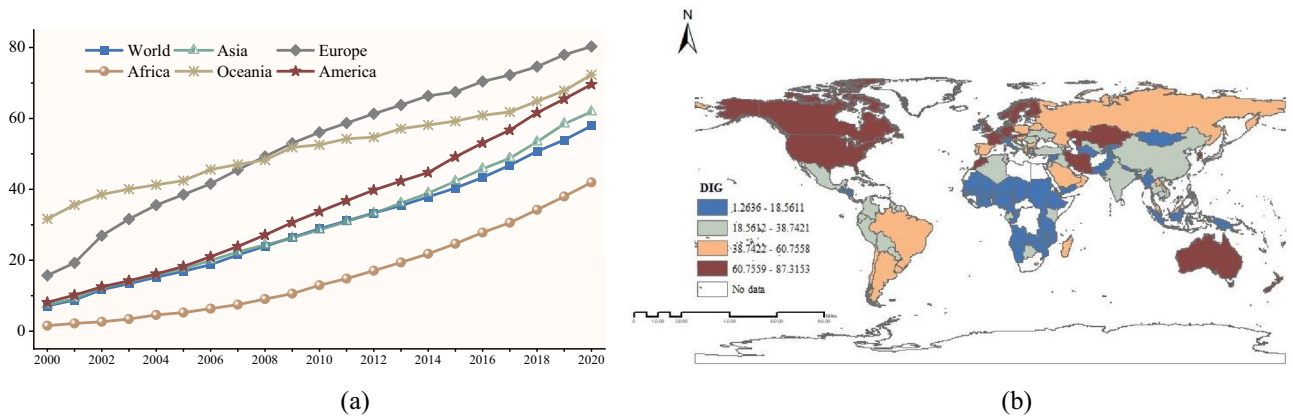 80
60
40
20
0
World Asia Europe
Africa Oceania America
2000 2002 2004 2006 2008 2010 2012 2014 2016 2018 2020
(a)
N
DIG
1.2636 - 18.5611
18.5612 - 38.7421
38.7422 - 60.7558
60.7559 - 87.3153
No data
Miles
(b)